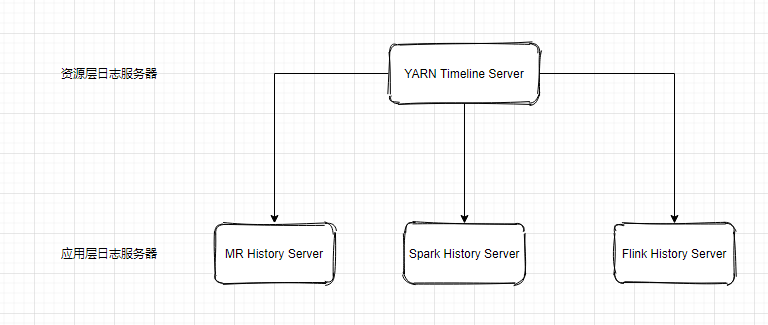 资源层日志服务器
YARN Timeline Server
应用层日志服务器
MR History Server
Spark History Server
Flink History Server